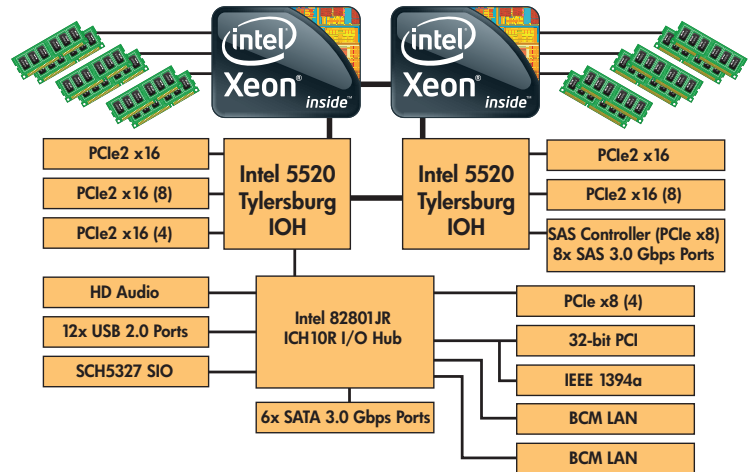 intel
Xeon®
inside™
intel
Xeon®
inside™
PCIe2 x16
PCIe2 x16 (8)
PCIe2 x16 (4)
Intel 5520
Tylersburg
IOH
Intel 5520
Tylersburg
IOH
PCIe2 x16
PCIe2 x16 (8)
SAS Controller (PCIe x8)
8x SAS 3.0 Gbps Ports
HD Audio
12x USB 2.0 Ports
SCH5327 SIO
Intel 82801JR
ICH10R I/O Hub
6x SATA 3.0 Gbps Ports
PCIe x8 (4)
32-bit PCI
IEEE 1394a
BCM LAN
BCM LAN